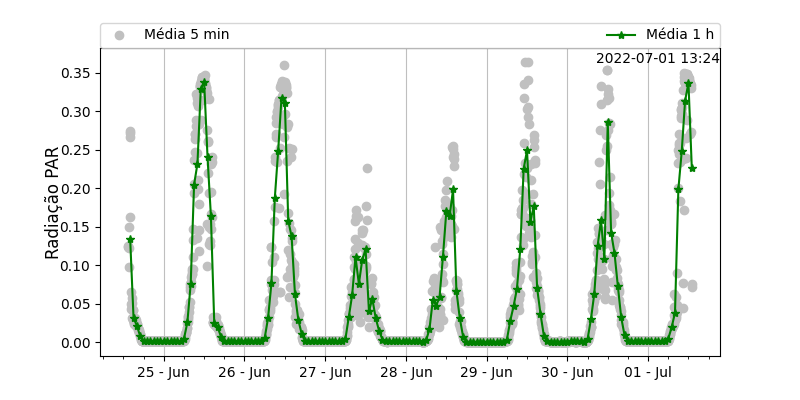 Média 5 min
Média 1 h
2022-07-01 13:24
Radiação PAR
0.35
0.30
0.25
0.20
0.15
0.10
0.05
0.00
25 - Jun
26 - Jun
27 - Jun
28 - Jun
29 - Jun
30 - Jun
01 - Jul